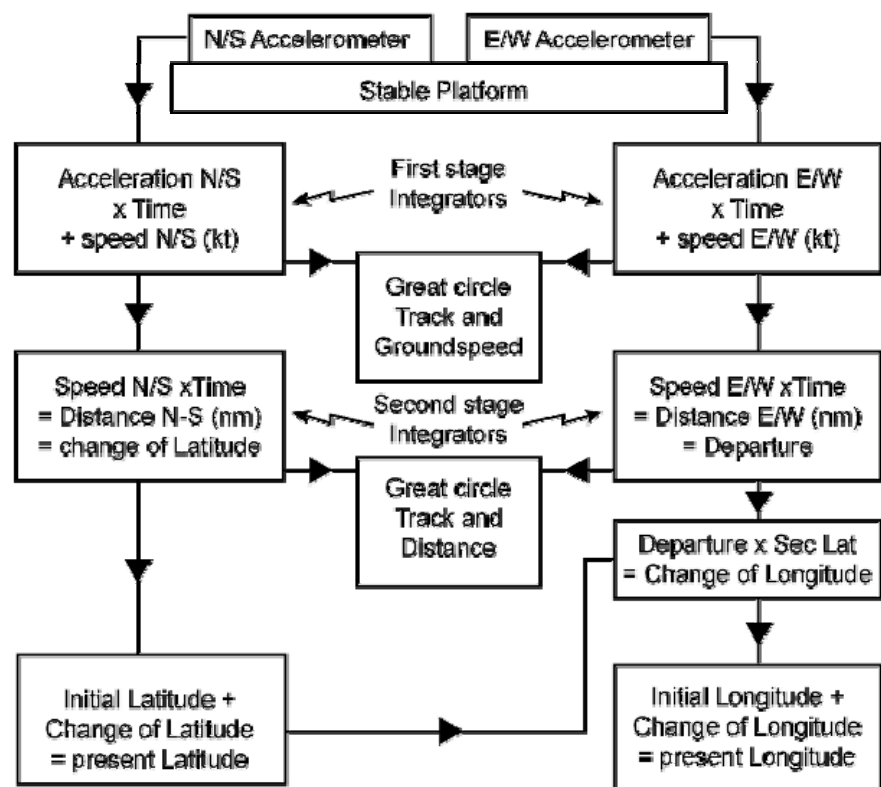 N/S Accelerometer
E/W Accelerometer
Stable Platform
Acceleration N/S
x Time
+ speed N/S (kt)
First stage
Integrators
Acceleration E/W
x Time
+ speed E/W (kt)
Great circle
Track and
Groundspeed
Speed N/S xTime
= Distance N-S (nm)
= change of Latitude
Second stage
Integrators
Speed E/W xTime
= Distance E/W (nm)
= Departure
Great circle
Track and
Distance
Departure x Sec Lat
= Change of Longitude
Initial Latitude +
Change of Latitude
= present Latitude
Initial Longitude +
Change of Longitude
= present Longitude